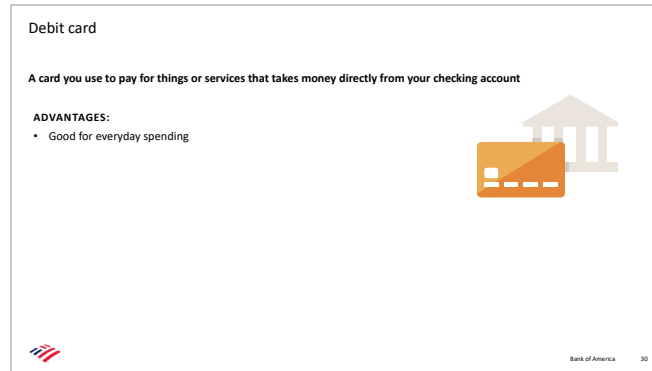 Debit card
A card you use to pay for things or services that takes money directly from your checking account
ADVANTAGES:
• Good for everyday spending
Bank of America 30